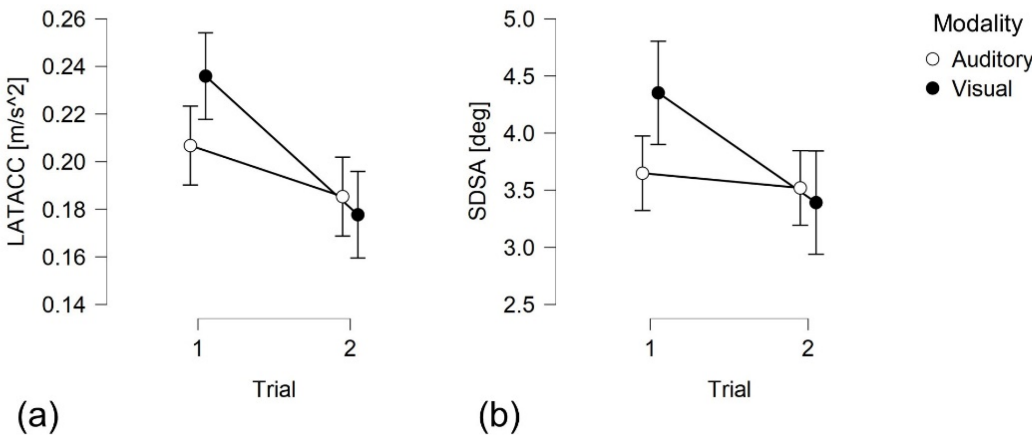 LATACC [m/s^2]
0.26
0.24
0.22
0.20
0.18
0.16
0.14
1
2
Trial
(a)
SDSA [deg]
5.0
4.5
4.0
3.5
3.0
2.5
1
2
Trial
(b)
Modality
Auditory
Visual